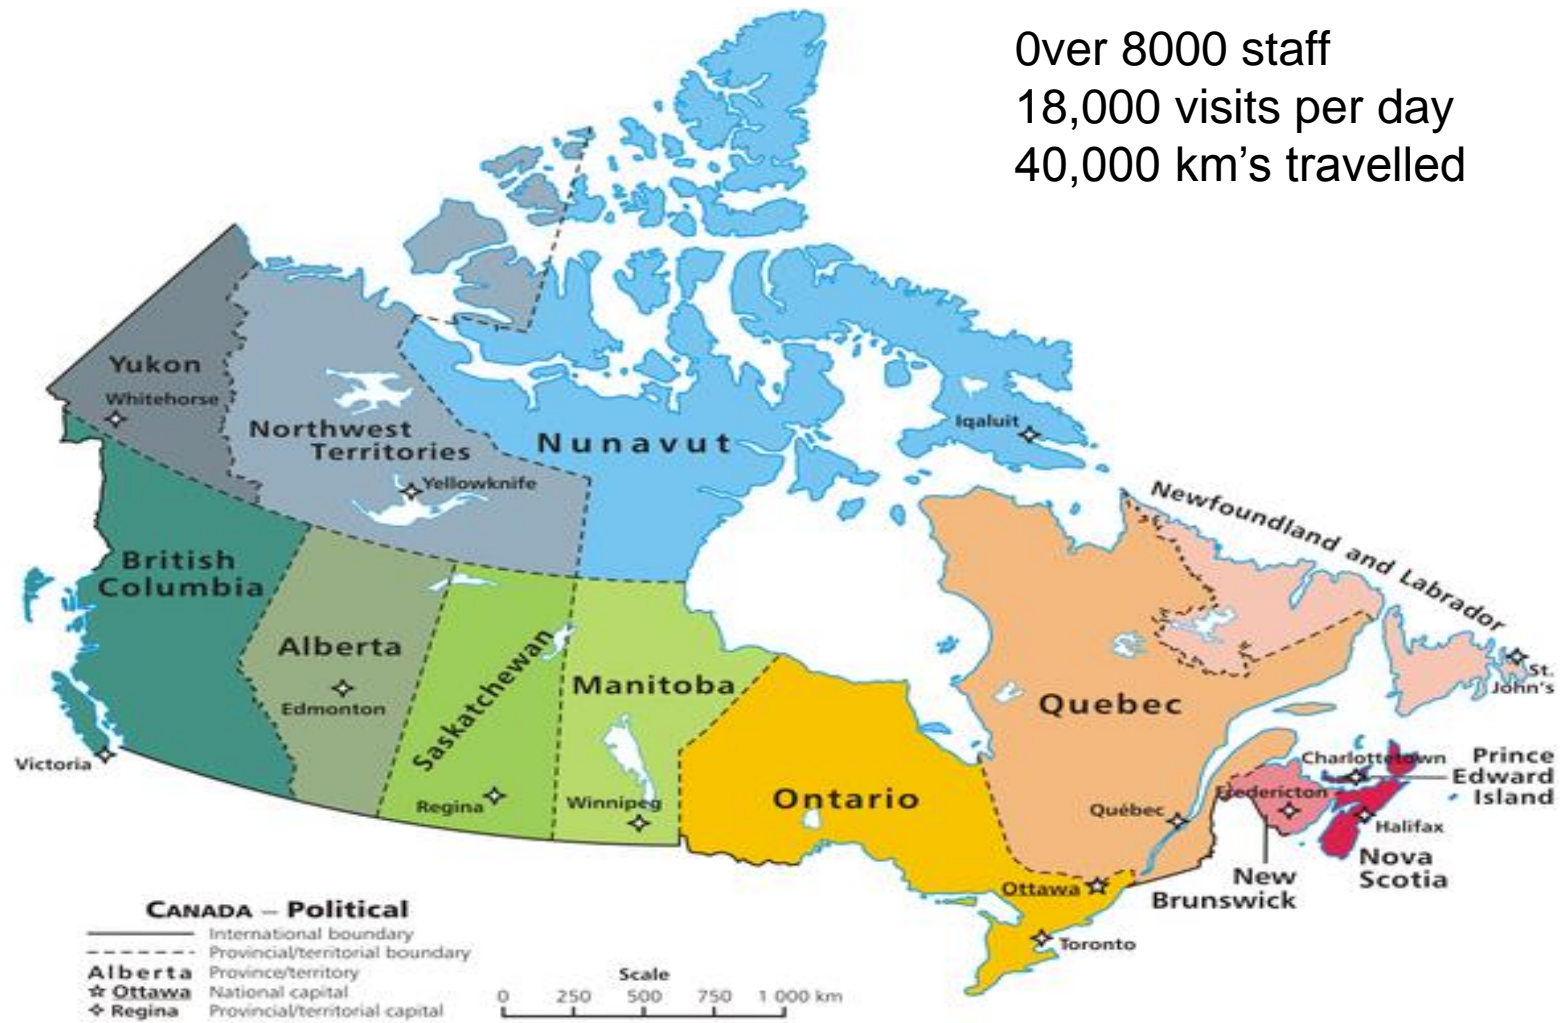 0ver 8000 staff
18,000 visits per day
40,000 km’s travelled
Yukon
Whitehorse
Northwest
Territories
Yellowknife
Nunavut
Iqaluit
Newfoundland and Labrador
British
Columbia
Alberta
Edmonton
Saskatchewan
Manitoba
Quebec
St.
John's
Victoria
Regina
Winnipeg
Ontario
Québec
Charlottetown
Prince
Edward
Island
Fredericton
Halifax
Nova
Scotia
New
Brunswick
Ottawa
Toronto
CANADA – Political
International boundary
Provincial/territorial boundary
Alberta Province/territory
Ottawa National capital
Regina Provincial/territorial capital
Scale
0 250 500 750 1 000 km